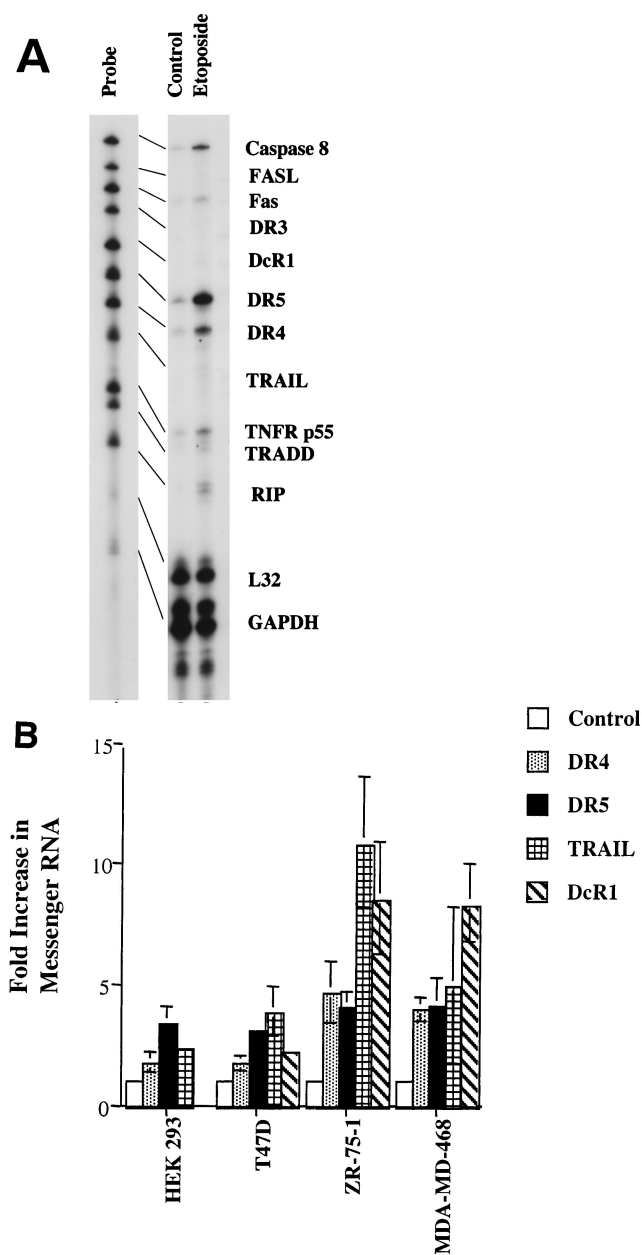 A
Probe
Control
Etoposide
Caspase 8
FASL
Fas
DR3
DcR1
DR5
DR4
TRAIL
TNFR p55
TRADD
RIP
L32
GAPDH
B
Fold Increase in
Messenger RNA
15
10
5
0
HEK 293
T47D
ZR-75-1
MDA-MD-468
Control
DR4
DR5
TRAIL
DcR1